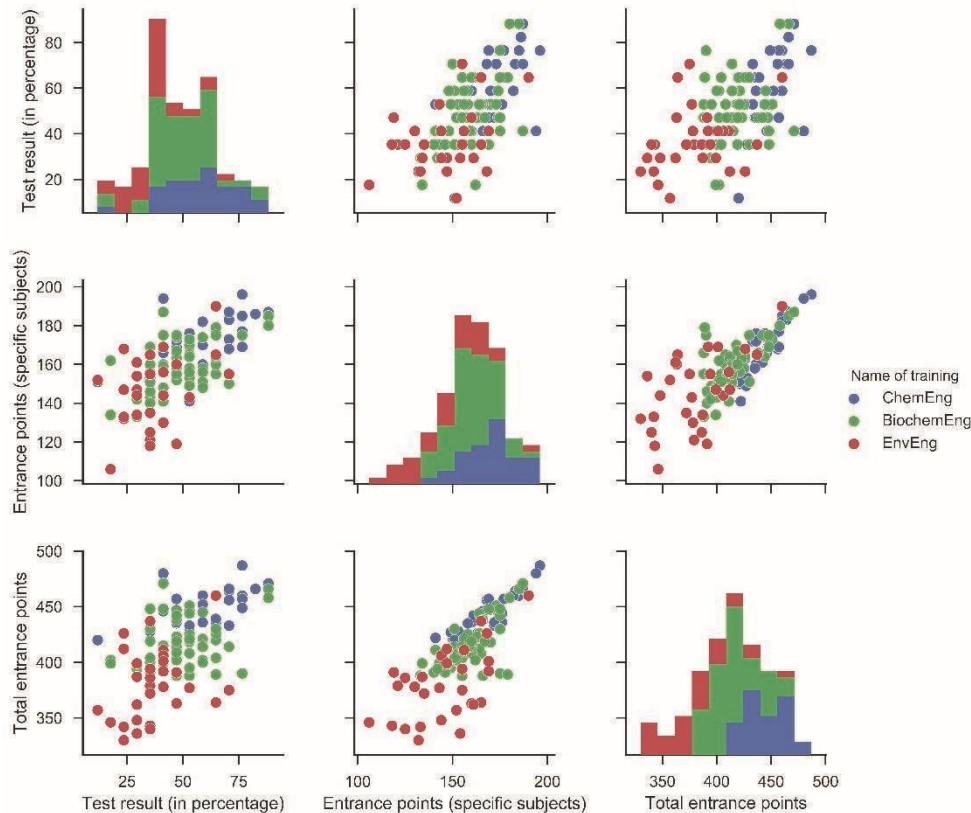 Test result (in percentage)
80
60
40
20
Entrance points (specific subjects)
200
180
160
140
120
100
Name of training
ChemEng
BiochemEng
EnvEng
Total entrance points
500
450
400
350
25 50 75
100 150 200
350 400 450 500
Test result (in percentage)
Entrance points (specific subjects)
Total entrance points